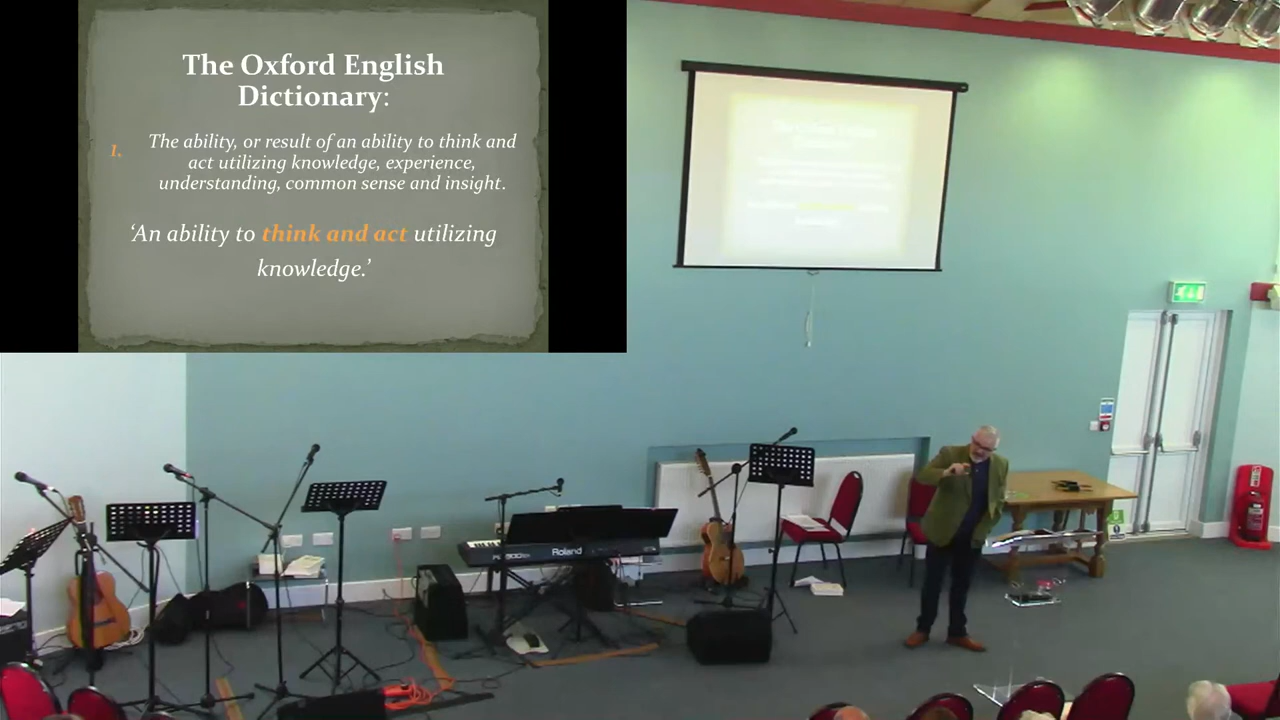 The Oxford English
Dictionary:
1. The ability, or result of an ability to think and
act utilizing knowledge, experience,
understanding, common sense and insight.
‘An ability to think and act utilizing
knowledge.’
Roland